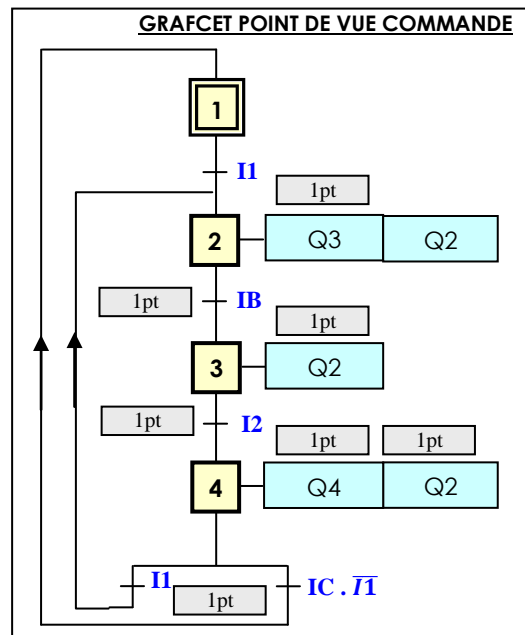 GRAFCET POINT DE VUE COMMANDE
1
I1
1pt
2
Q3 Q2
1pt
IB
1pt
3
Q2
1pt
I2
1pt 1pt
4
Q4 Q2
I1
1pt
IC . I̅1̅